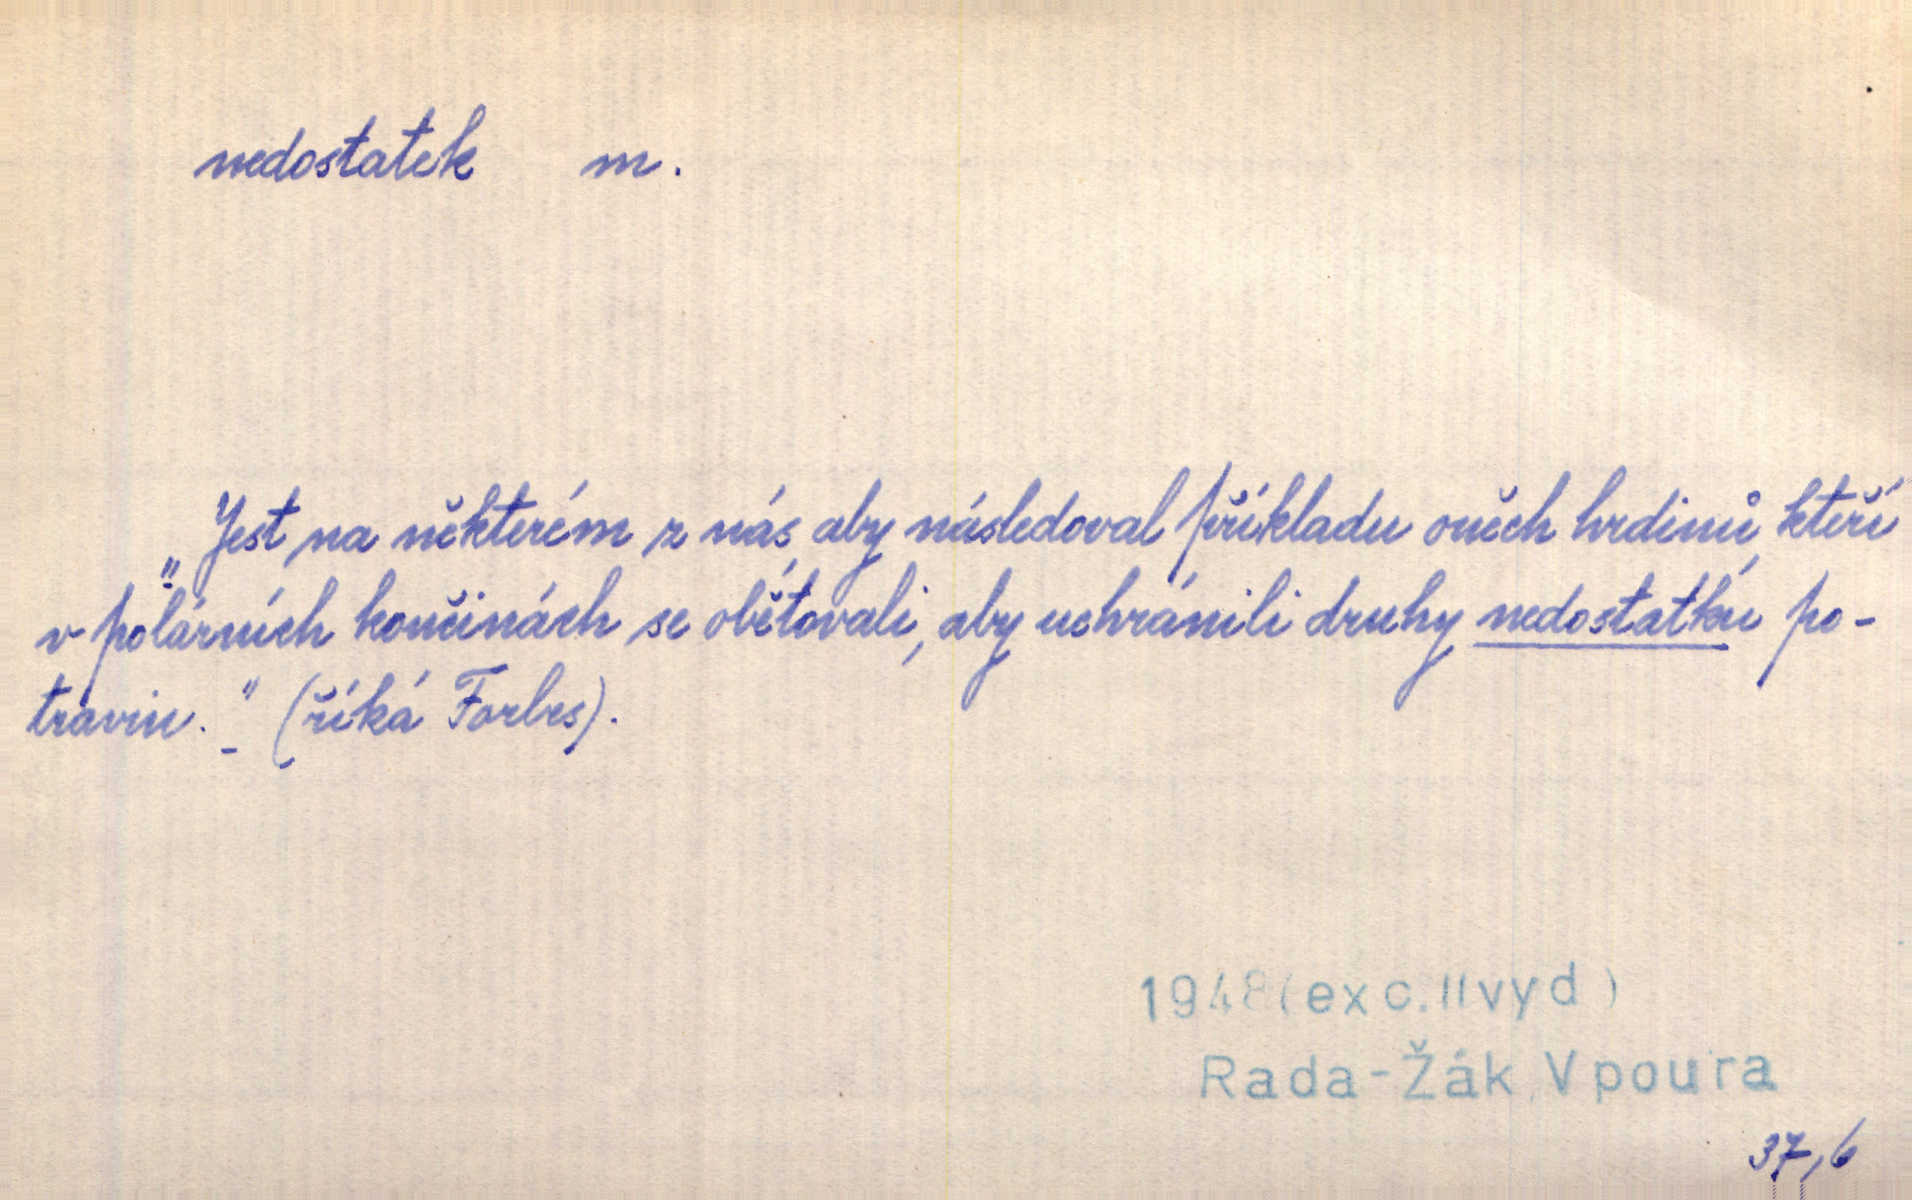 nedostatek m.
„Jest na některém z nás, aby následoval příkladu oněch hrdinů, kteří
v polárních končinách se obětovali, aby uchránili druhy nedostatku po-
travin." (říká Forbes).
1948 (exc. II vyd)
Rada-Žák, Vpoura
37,6